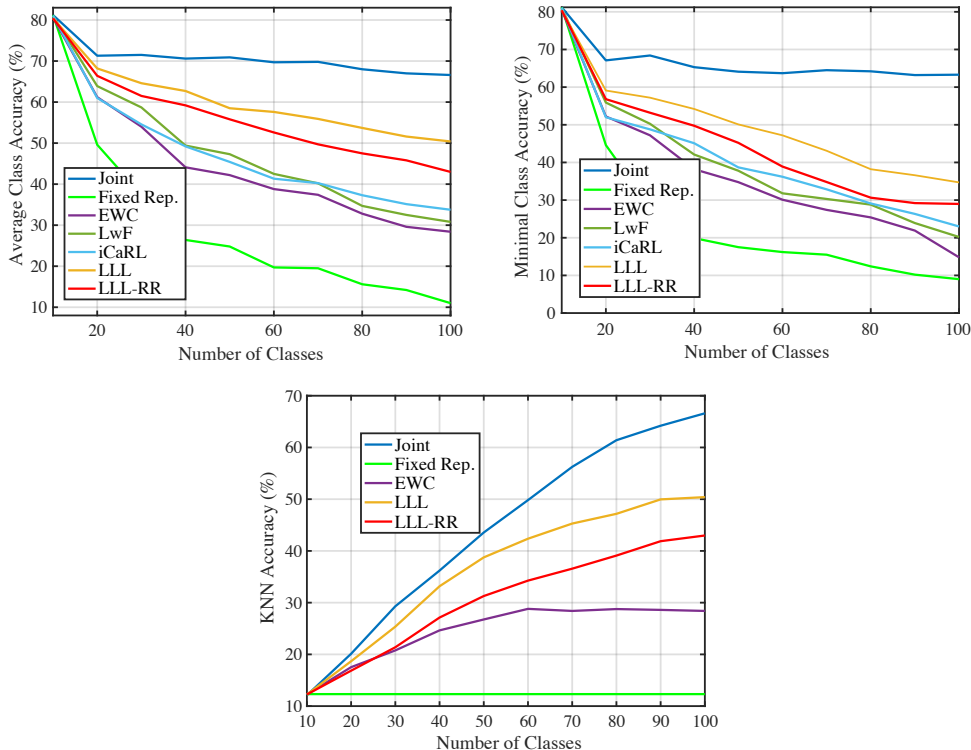 Average Class Accuracy (%)
80
70
60
50
40
30
20
10
Joint
Fixed Rep.
EWC
LwF
iCaRL
LLL
LLL-RR
20 40 60 80 100
Number of Classes
Minimal Class Accuracy (%)
80
70
60
50
40
30
20
10
0
Joint
Fixed Rep.
EWC
LwF
iCaRL
LLL
LLL-RR
20 40 60 80 100
Number of Classes
KNN Accuracy (%)
70
60
50
40
30
20
10
Joint
Fixed Rep.
EWC
LLL
LLL-RR
10 20 30 40 50 60 70 80 90 100
Number of Classes